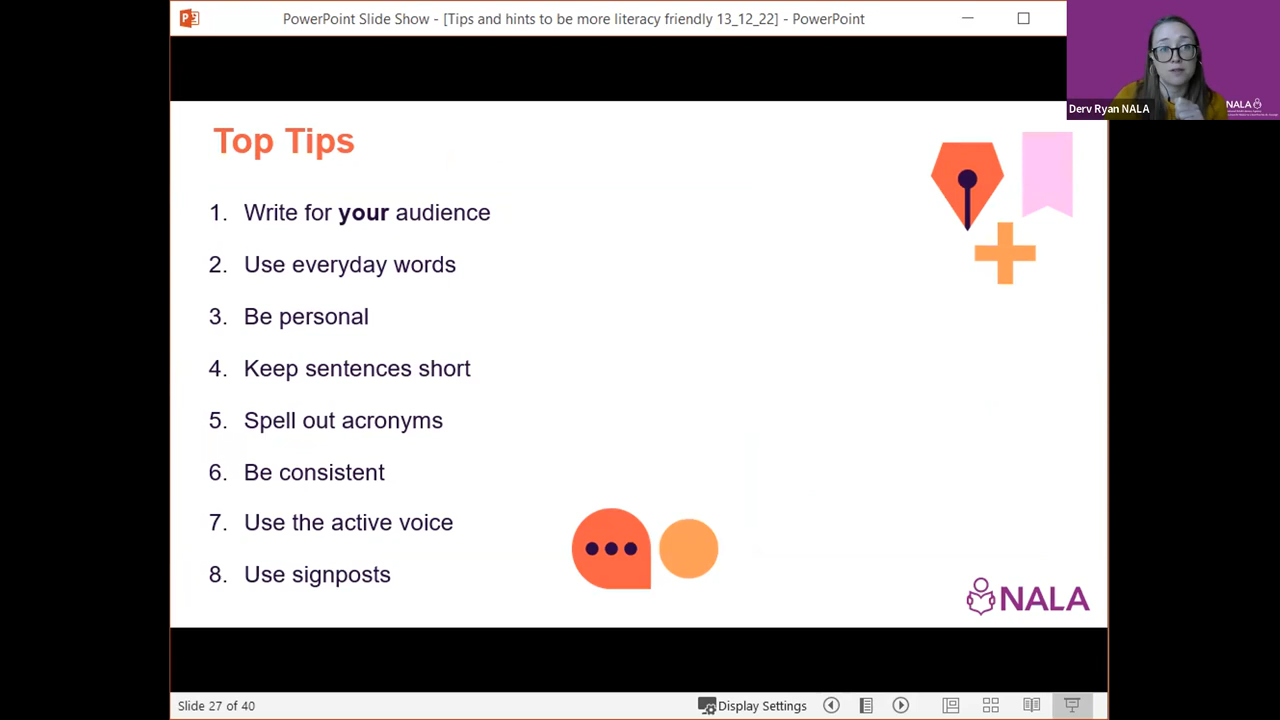 PowerPoint Slide Show - [Tips and hints to be more literacy friendly 13_12_22] - PowerPoint
Derv Ryan NALA
NALA
Top Tips
1. Write for your audience
2. Use everyday words
3. Be personal
4. Keep sentences short
5. Spell out acronyms
6. Be consistent
7. Use the active voice
8. Use signposts
NALA
Slide 27 of 40
Display Settings